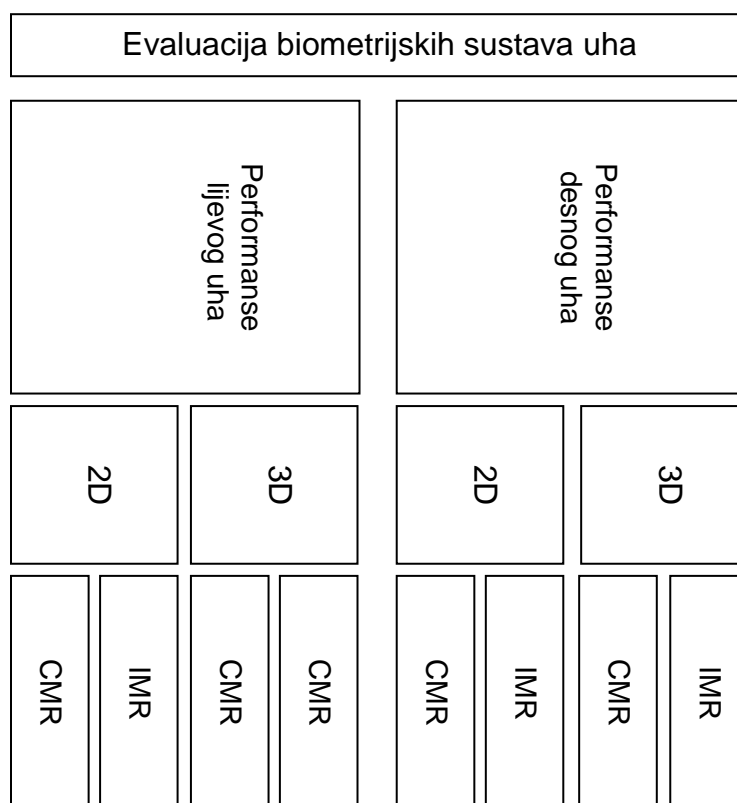 Evaluacija biometrijskih sustava uha
Performanse
lijevog uha
Performanse
desnog uha
2D
3D
2D
3D
CMR
IMR
CMR
CMR
CMR
IMR
CMR
IMR